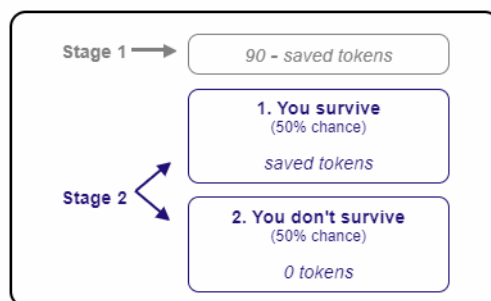 Stage 1
90 - saved tokens
1. You survive
(50% chance)
saved tokens
Stage 2
2. You don't survive
(50% chance)
0 tokens